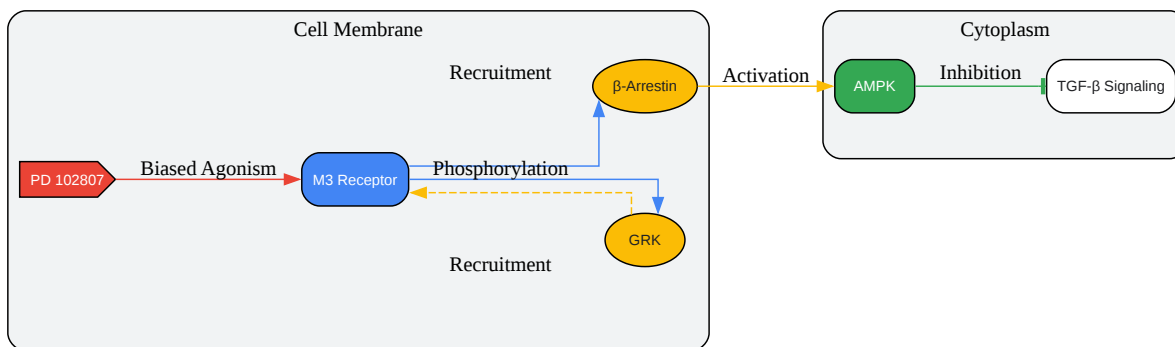 Cell Membrane
Cytoplasm
Recruitment
β-Arrestin
Activation
AMPK
Inhibition
TGF-β Signaling
PD 102807
Biased Agonism
M3 Receptor
Phosphorylation
GRK
Recruitment